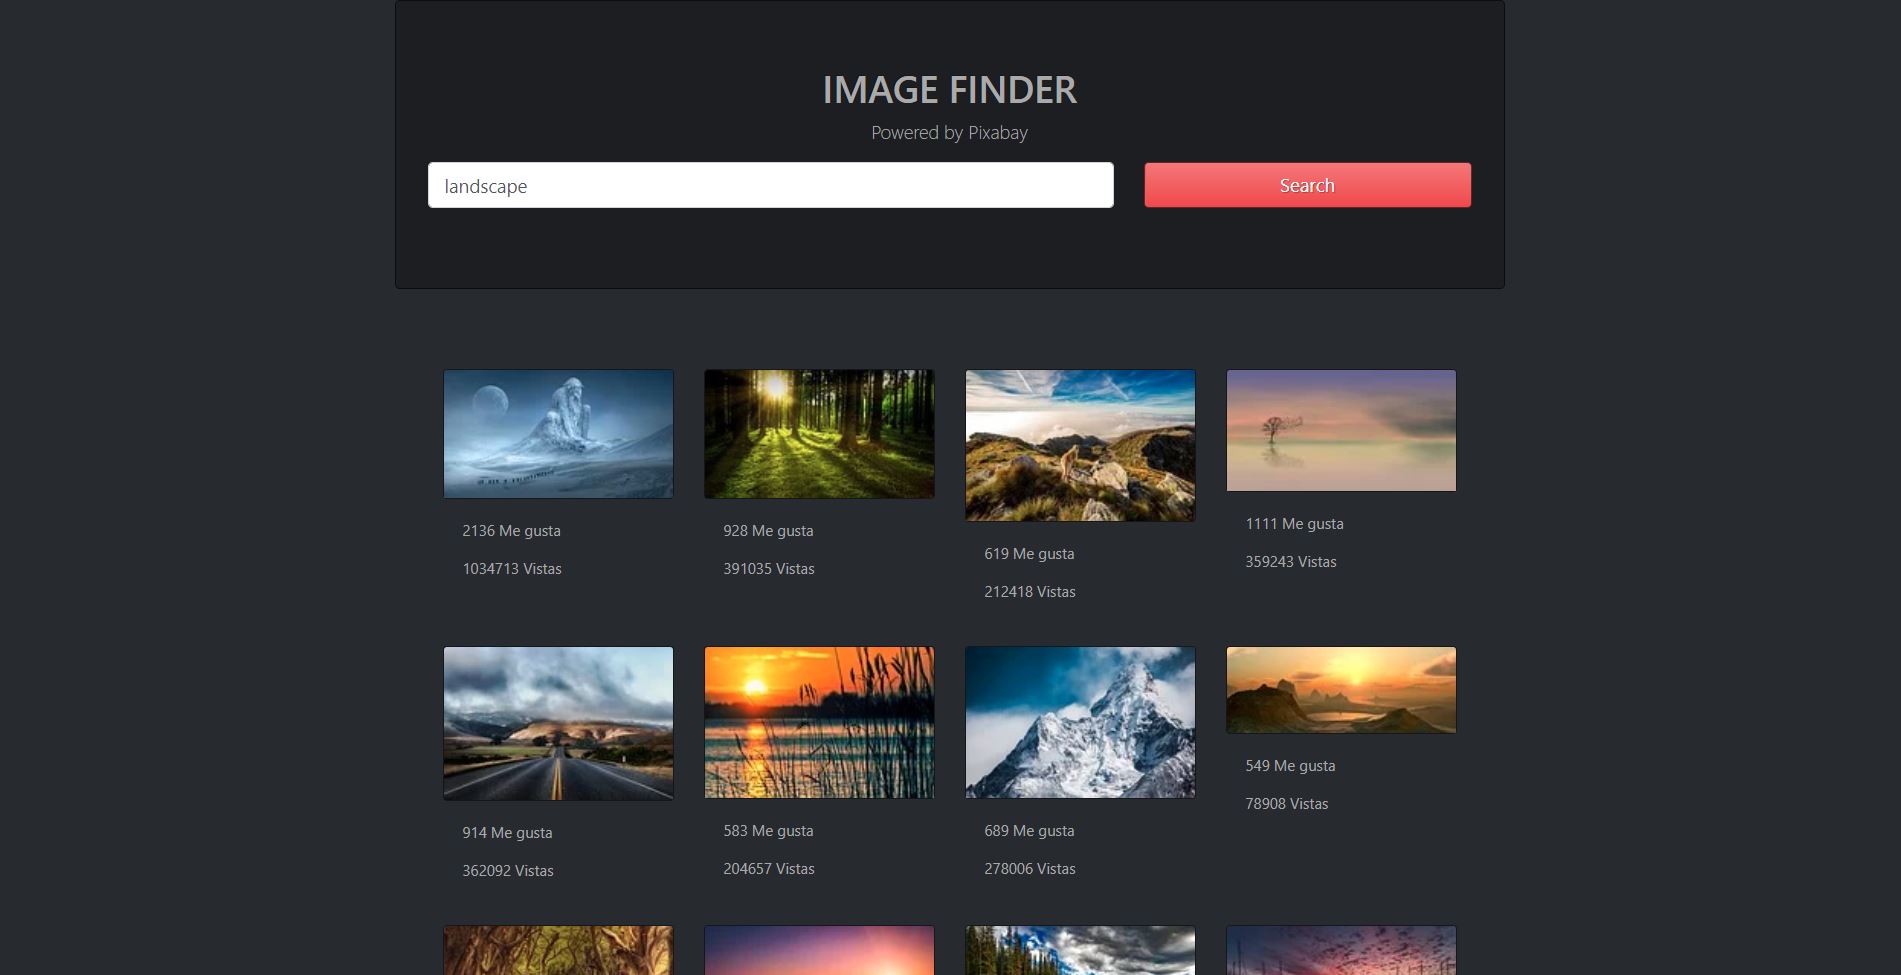 IMAGE FINDER
Powered by Pixabay
landscape
Search
2136 Me gusta
1034713 Vistas
928 Me gusta
391035 Vistas
619 Me gusta
212418 Vistas
1111 Me gusta
359243 Vistas
914 Me gusta
362092 Vistas
583 Me gusta
204657 Vistas
689 Me gusta
278006 Vistas
549 Me gusta
78908 Vistas